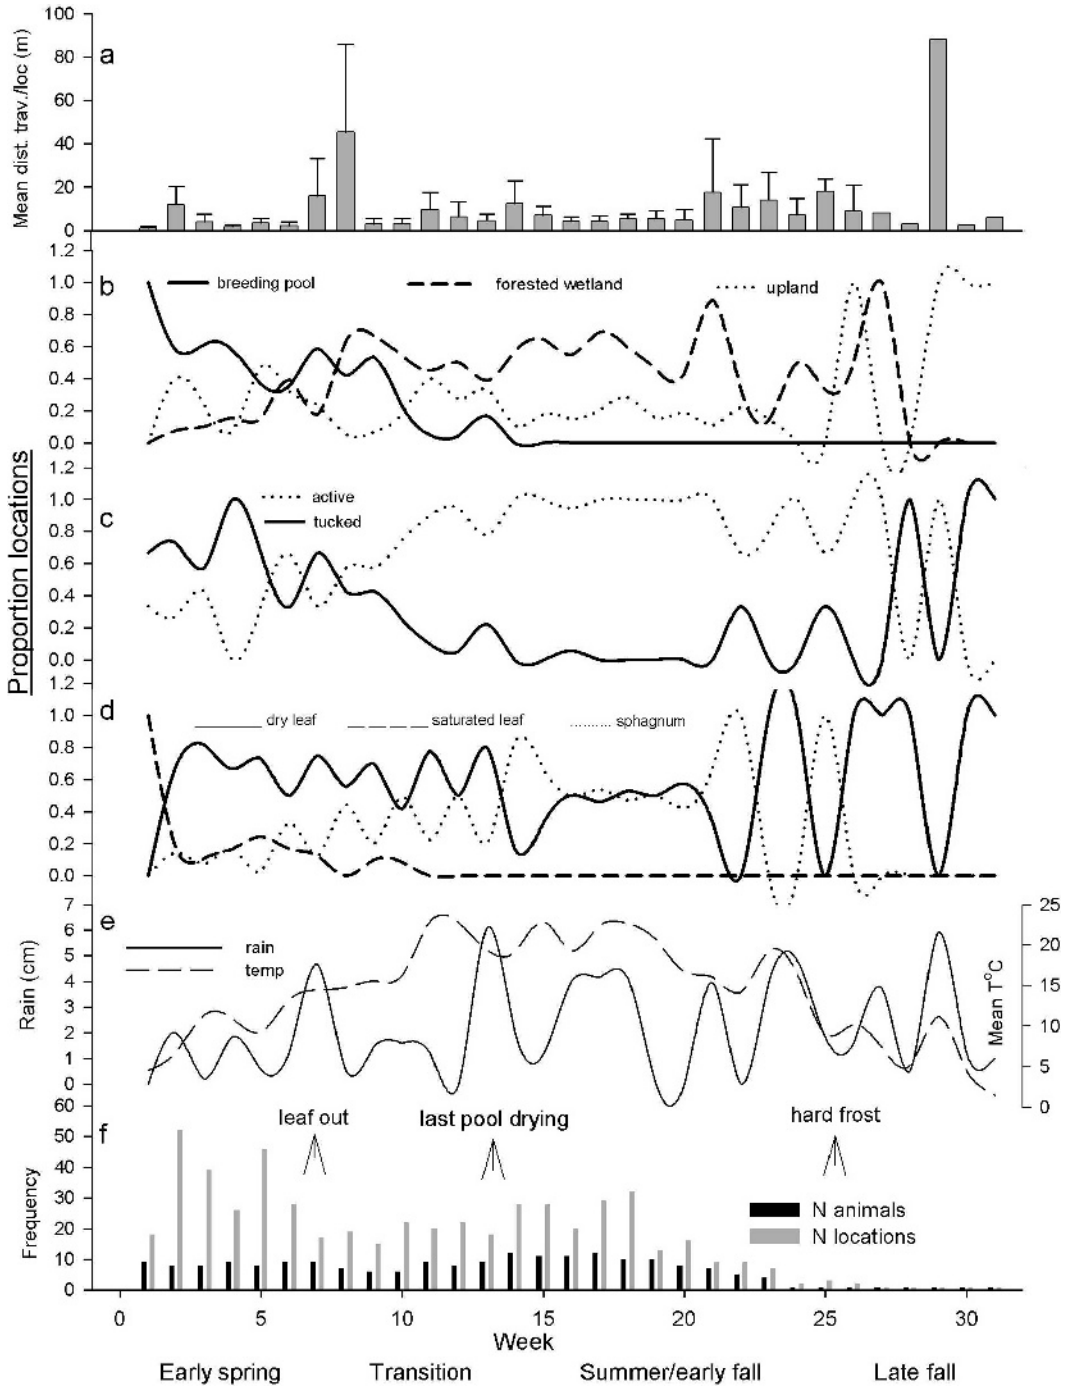 100
80
60
40
20
0
Mean dist. trav./loc (m)
a
1.2
1.0
0.8
0.6
0.4
0.2
0.0
b
breeding pool
forested wetland
upland
Proportion locations
1.2
1.0
0.8
0.6
0.4
0.2
0.0
c
active
tucked
1.2
1.0
0.8
0.6
0.4
0.2
0.0
d
dry leaf
saturated leaf
sphagnum
7
6
5
4
3
2
1
0
Rain (cm)
e
rain
temp
25
20
15
10
5
0
Mean T°C
leaf out
last pool drying
hard frost
60
50
40
30
20
10
0
Frequency
f
N animals
N locations
0 5 10 15 20 25 30
Week
Early spring Transition Summer/early fall Late fall